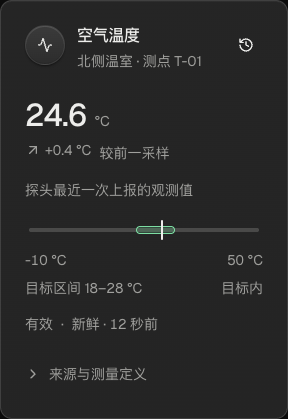 空气温度
北侧温室 · 测点 T-01
24.6 °C
+0.4 °C 较前一采样
探头最近一次上报的观测值
-10 °C 50 °C
目标区间 18–28 °C 目标内
有效 · 新鲜 · 12 秒前
来源与测量定义